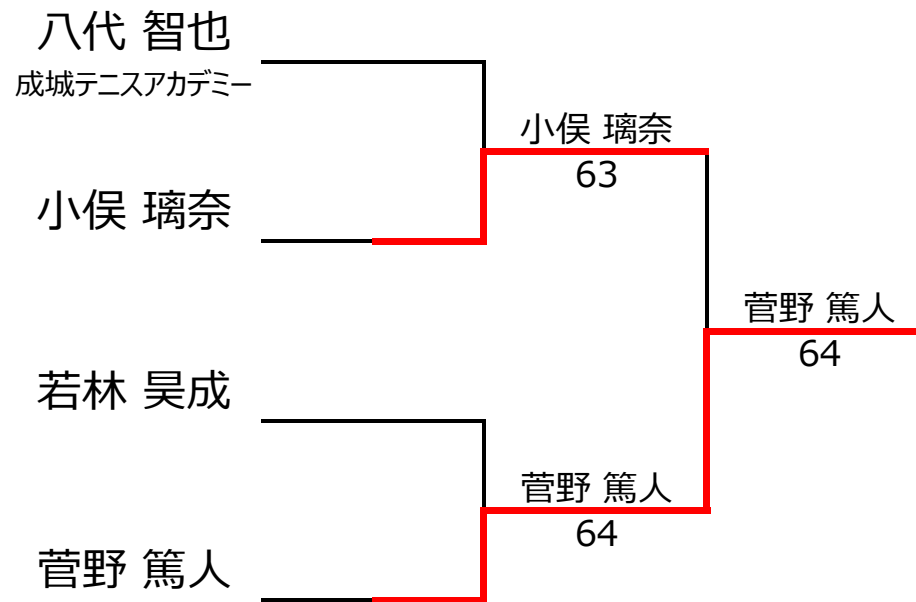 八代 智也
成城テニスアカデミー
小俣 璃奈
63
小俣 璃奈
菅野 篤人
64
若林 昊成
菅野 篤人
64
菅野 篤人